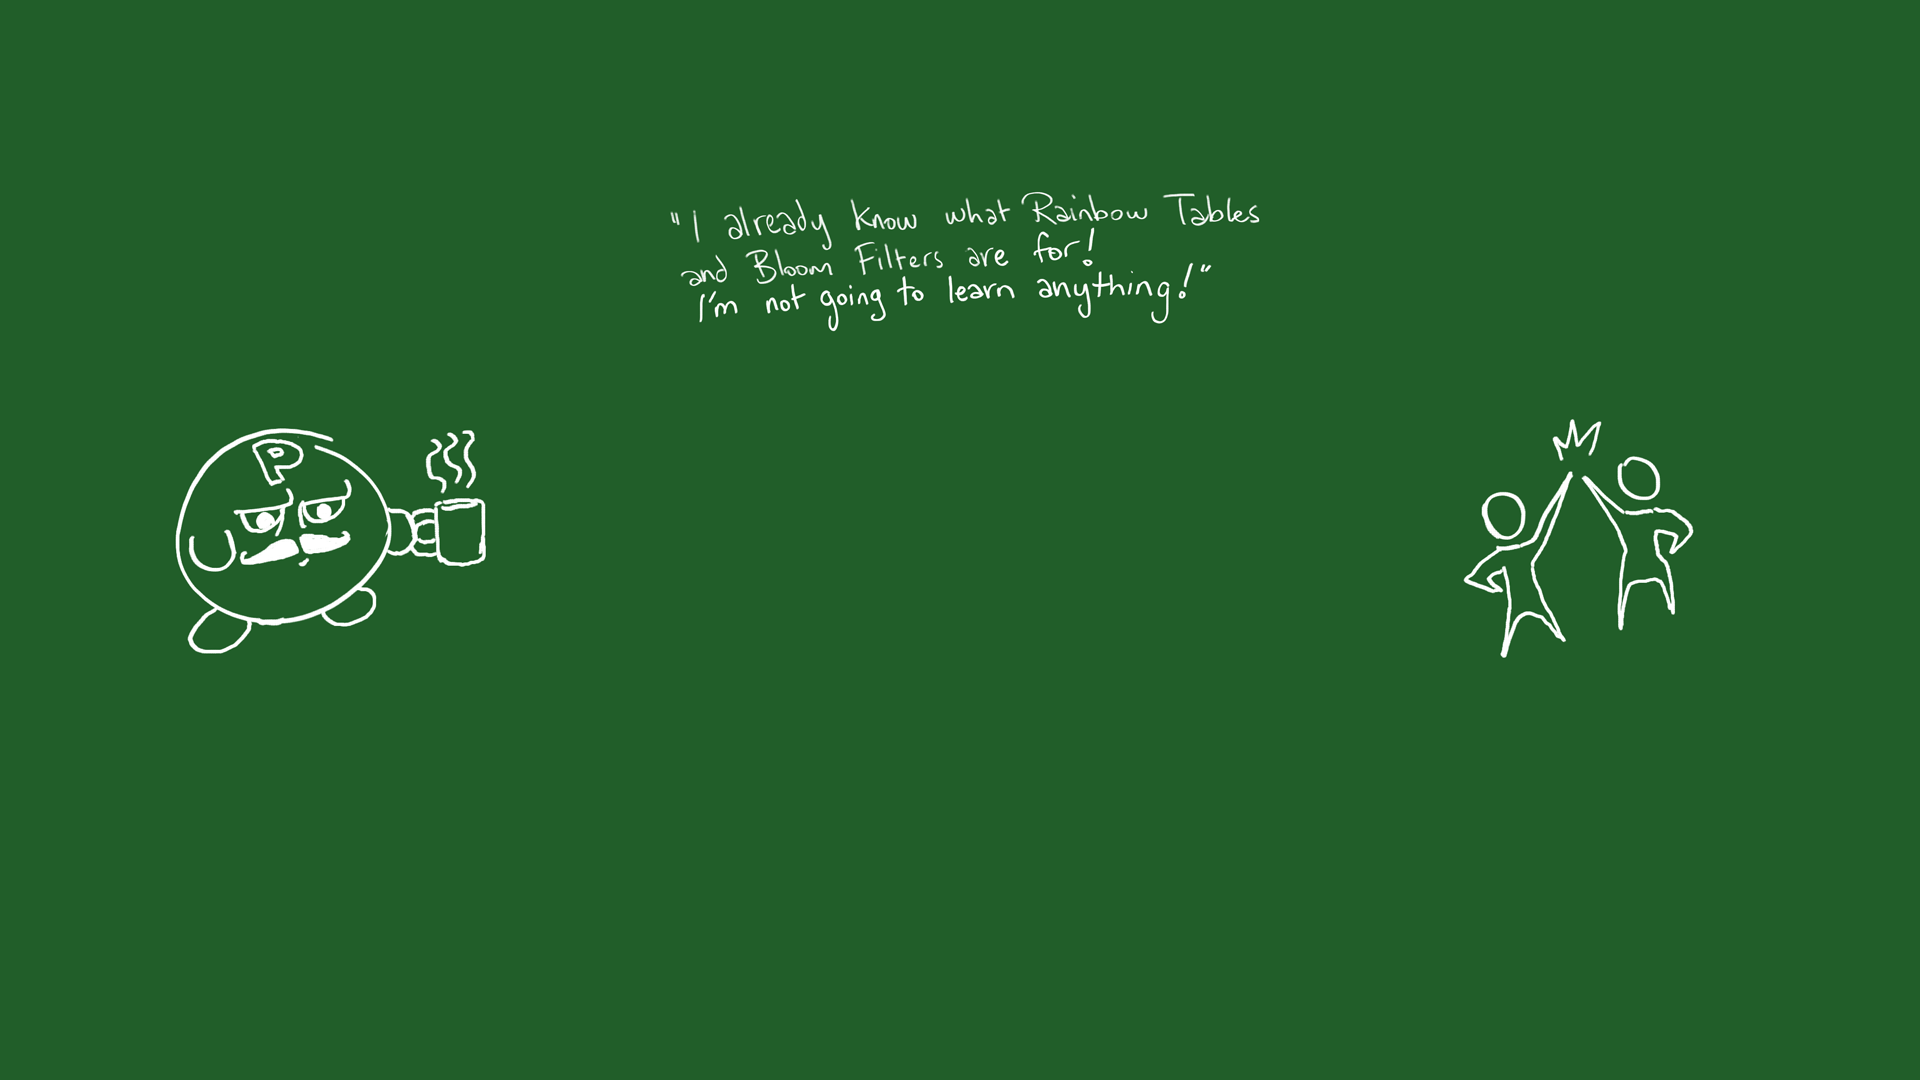 "I already know what Rainbow Tables
and Bloom Filters are for!
I'm not going to learn anything!"
P